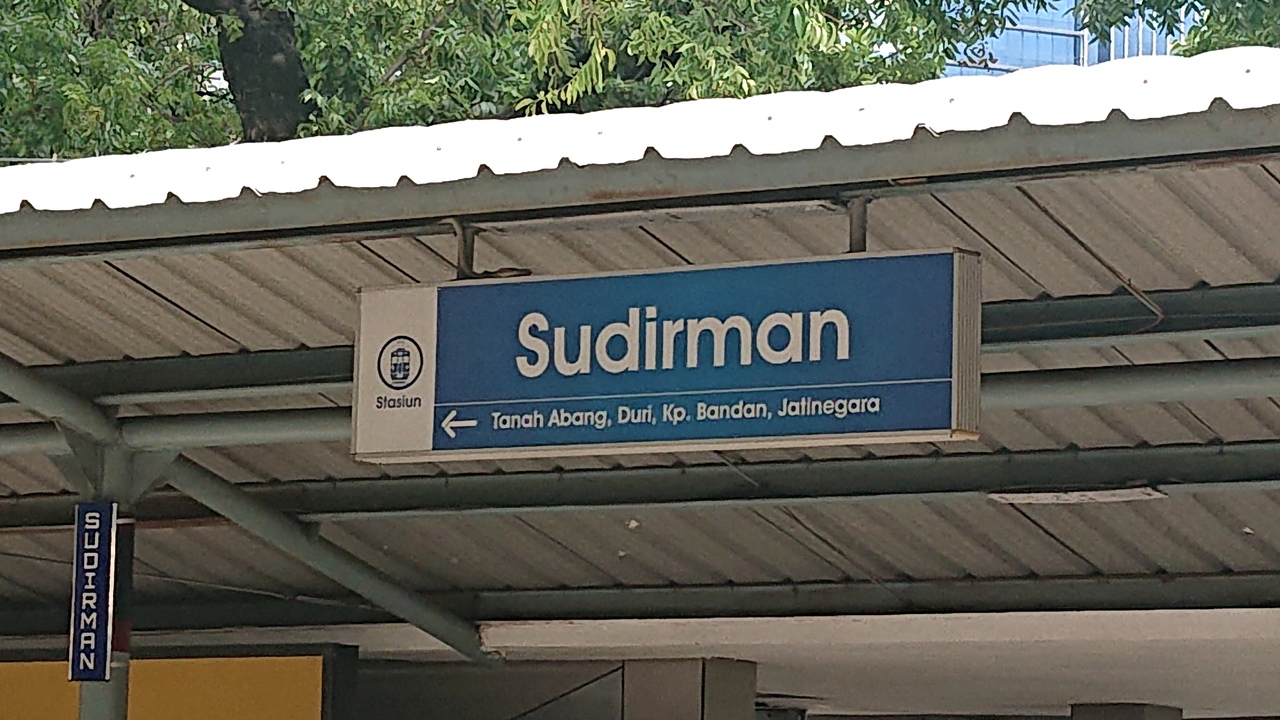 Sudirman
Stasiun
← Tanah Abang, Duri, Kp. Bandan, Jatinegara
SUDIRMAN